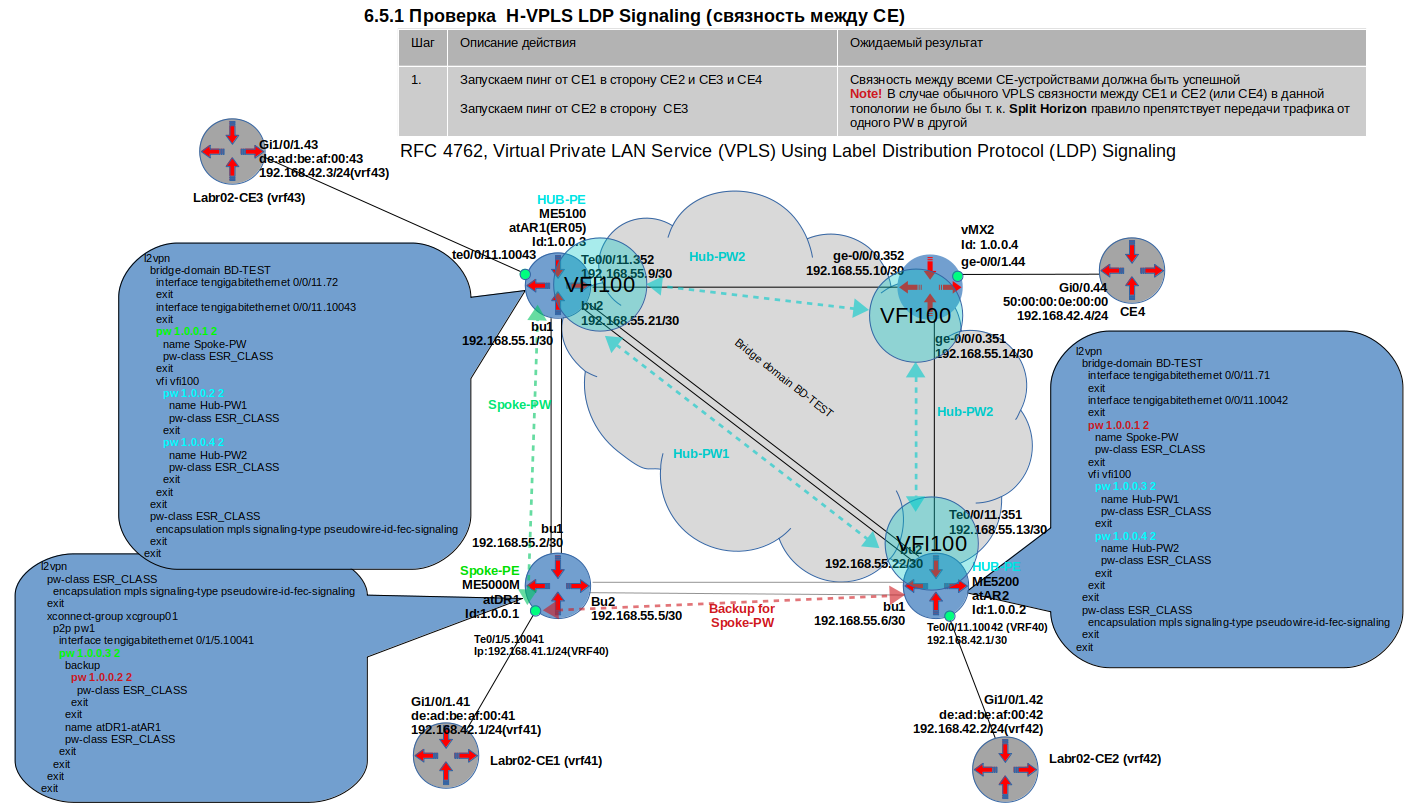 6.5.1 Проверка H-VPLS LDP Signaling (связность между CE)
Шаг Описание действия Ожидаемый результат
1. Запускаем пинг от CE1 в сторону CE2 и CE3 и CE4
Запускаем пинг от CE2 в сторону CE3
Связность между всеми CE-устройствами должна быть успешной
Note! В случае обычного VPLS связности между CE1 и CE2 (или CE4) в данной
топологии не было бы т. к. Split Horizon правило препятствует передачи трафика от
одного PW в другой
RFC 4762, Virtual Private LAN Service (VPLS) Using Label Distribution Protocol (LDP) Signaling
Gi1/0/1.43
de:ad:be:af:00:43
192.168.42.3/24(vrf43)
Labr02-CE3 (vrf43)
HUB-PE
ME5100
atAR1(ER05)
Id:1.0.0.3
te0/0/11.10043
Te0/0/11.352
192.168.55.9/30
VFI100
bu2
192.168.55.21/30
bu1
192.168.55.1/30
Hub-PW2
ge-0/0/0.352
192.168.55.10/30
vMX2
Id: 1.0.0.4
ge-0/0/1.44
VFI100
ge-0/0/0.351
192.168.55.14/30
Gi0/0.44
50:00:00:0e:00:00
192.168.42.4/24
CE4
l2vpn
bridge-domain BD-TEST
interface tengigabitethernet 0/0/11.72
exit
interface tengigabitethernet 0/0/11.10043
exit
pw 1.0.0.1 2
name Spoke-PW
pw-class ESR_CLASS
exit
vfi vfi100
pw 1.0.0.2 2
name Hub-PW1
pw-class ESR_CLASS
exit
pw 1.0.0.4 2
name Hub-PW2
pw-class ESR_CLASS
exit
exit
exit
pw-class ESR_CLASS
encapsulation mpls signaling-type pseudowire-id-fec-signaling
exit
exit
Spoke-PW
Bridge domain BD-TEST
Hub-PW1
Hub-PW2
l2vpn
bridge-domain BD-TEST
interface tengigabitethernet 0/0/11.71
exit
interface tengigabitethernet 0/0/11.10042
exit
pw 1.0.0.1 2
name Spoke-PW
pw-class ESR_CLASS
exit
vfi vfi100
pw 1.0.0.3 2
name Hub-PW1
pw-class ESR_CLASS
exit
pw 1.0.0.4 2
name Hub-PW2
pw-class ESR_CLASS
exit
exit
exit
pw-class ESR_CLASS
encapsulation mpls signaling-type pseudowire-id-fec-signaling
exit
exit
l2vpn
pw-class ESR_CLASS
encapsulation mpls signaling-type pseudowire-id-fec-signaling
exit
xconnect-group xcgroup01
p2p pw1
interface tengigabitethernet 0/1/5.10041
pw 1.0.0.3 2
backup
pw 1.0.0.2 2
pw-class ESR_CLASS
exit
exit
name atDR1-atAR1
pw-class ESR_CLASS
exit
exit
exit
exit
bu1
192.168.55.2/30
Spoke-PE
ME5000M
atDR1
Id:1.0.0.1
Te0/1/5.10041
Ip:192.168.41.1/24(VRF40)
Bu2
192.168.55.5/30
Backup for
Spoke-PW
Te0/0/11.351
192.168.55.13/30
VFI100
bu2
192.168.55.22/30
HUB-PE
ME5200
atAR2
Id:1.0.0.2
bu1
192.168.55.6/30
Te0/0/11.10042 (VRF40)
192.168.42.1/30
Gi1/0/1.41
de:ad:be:af:00:41
192.168.42.1/24(vrf41)
Labr02-CE1 (vrf41)
Gi1/0/1.42
de:ad:be:af:00:42
192.168.42.2/24(vrf42)
Labr02-CE2 (vrf42)